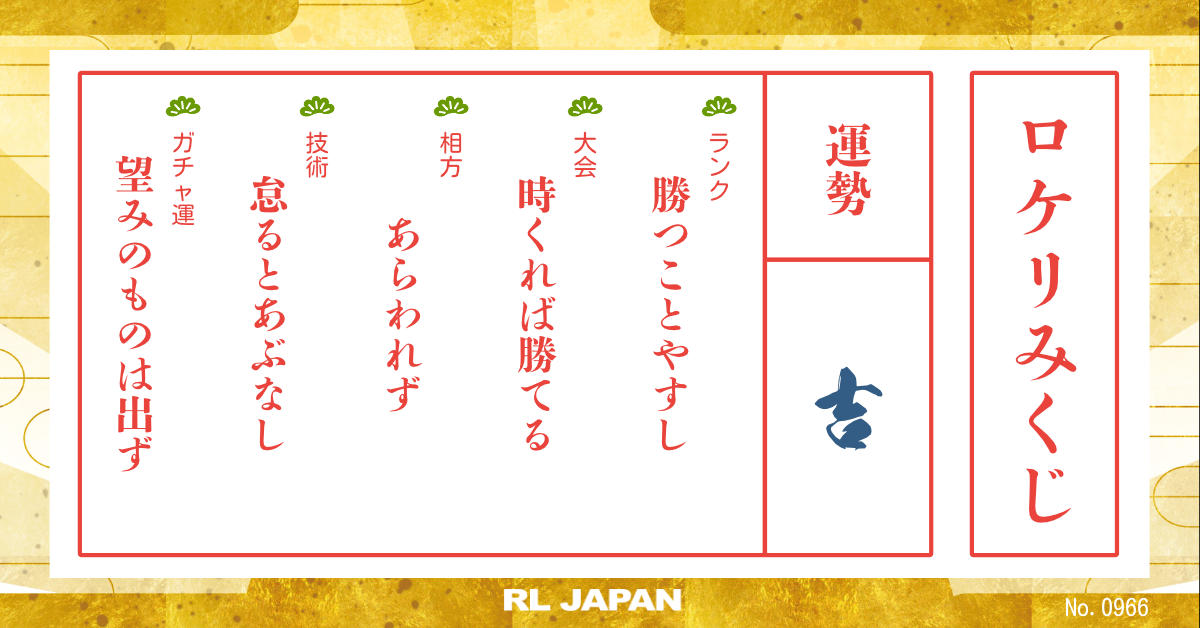 ロケリみくじ
運勢
吉
ランク
勝つことやすし
大会
時くれば勝てる
相方
あらわれず
技術
怠るとあぶなし
ガチャ運
望みのものは出ず
RL JAPAN
No. 0966